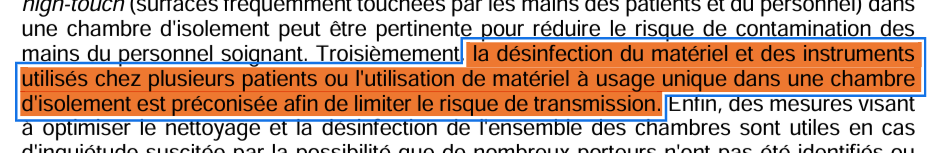 high-touch (surfaces fréquemment touchées par les mains des patients et du personnel) dans
une chambre d'isolement peut être pertinente pour réduire le risque de contamination des
mains du personnel soignant. Troisièmement, la désinfection du matériel et des instruments
utilisés chez plusieurs patients ou l'utilisation de matériel à usage unique dans une chambre
d'isolement est préconisée afin de limiter le risque de transmission. Enfin, des mesures visant
à optimiser le nettoyage et la désinfection de l'ensemble des chambres sont utiles en cas
d'inquiétude suscitée par la possibilité que de nombreux porteurs n'ont pas été identifiés ou